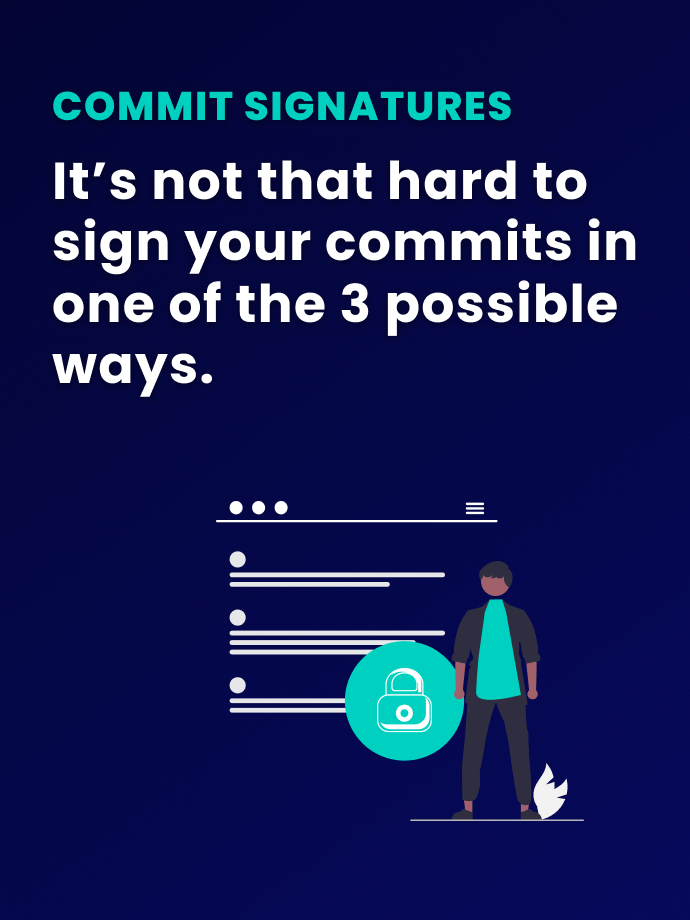 COMMIT SIGNATURES
It’s not that hard to
sign your commits in
one of the 3 possible
ways.